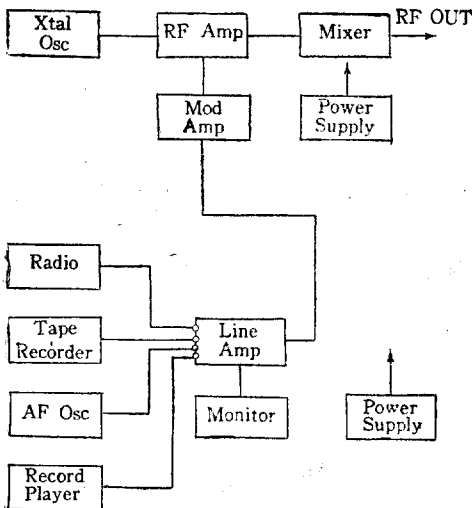 Xtal
Osc
RF Amp
Mixer
RF OUT
Mod
Amp
Power
Supply
Radio
Tape
Recorder
Line
Amp
AF Osc
Monitor
Power
Supply
Record
Player